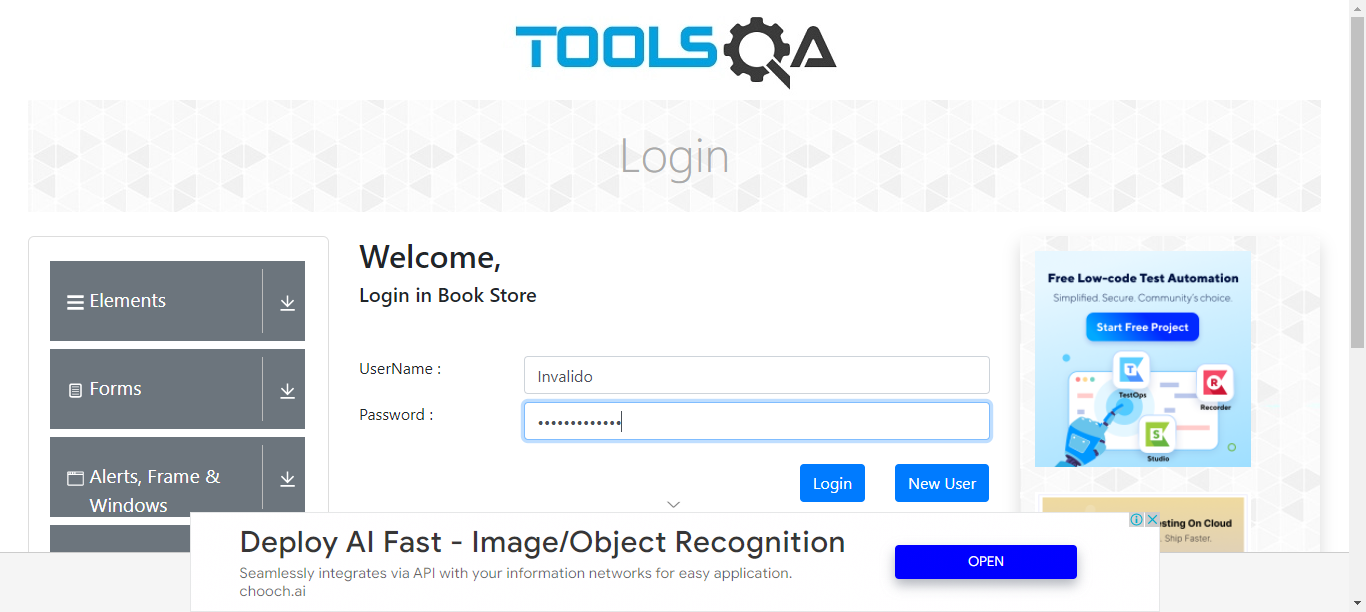 TOOLSQA
Login
Elements
Forms
Alerts, Frame &
Windows
Welcome,
Login in Book Store
UserName :
Invalido
Password :
•••••••••••••
Login
New User
Free Low-code Test Automation
Simplified. Secure. Community's choice.
Start Free Project
TestOps
Recorder
Studio
sting On Cloud
Ship Faster.
Deploy AI Fast - Image/Object Recognition
Seamlessly integrates via API with your information networks for easy application.
chooch.ai
OPEN